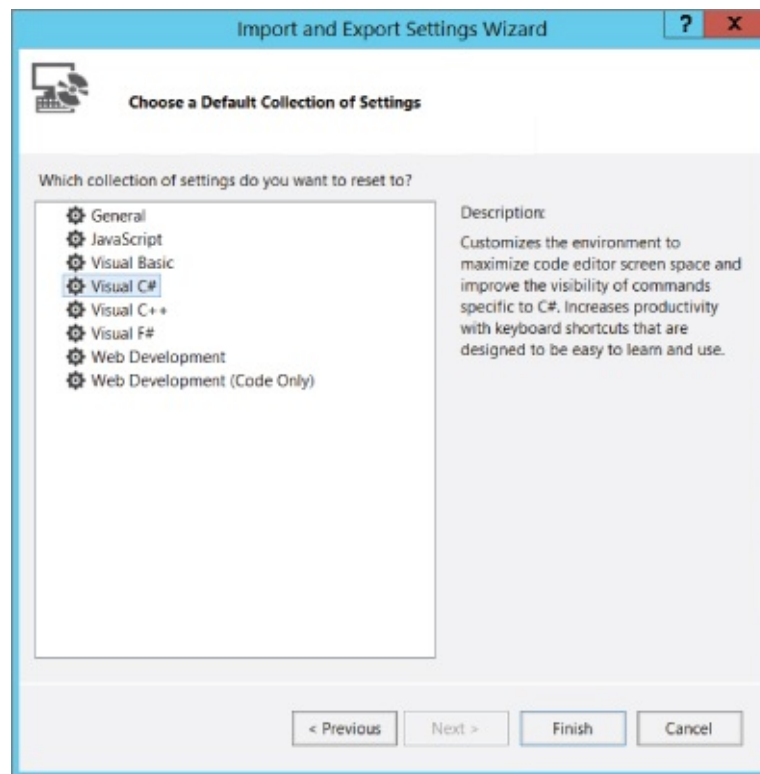 Import and Export Settings Wizard
? x
Choose a Default Collection of Settings
Which collection of settings do you want to reset to?
General
JavaScript
Visual Basic
Visual C#
Visual C++
Visual F#
Web Development
Web Development (Code Only)
Description:
Customizes the environment to
maximize code editor screen space and
improve the visibility of commands
specific to C#. Increases productivity
with keyboard shortcuts that are
designed to be easy to learn and use.
< Previous
Next >
Finish
Cancel